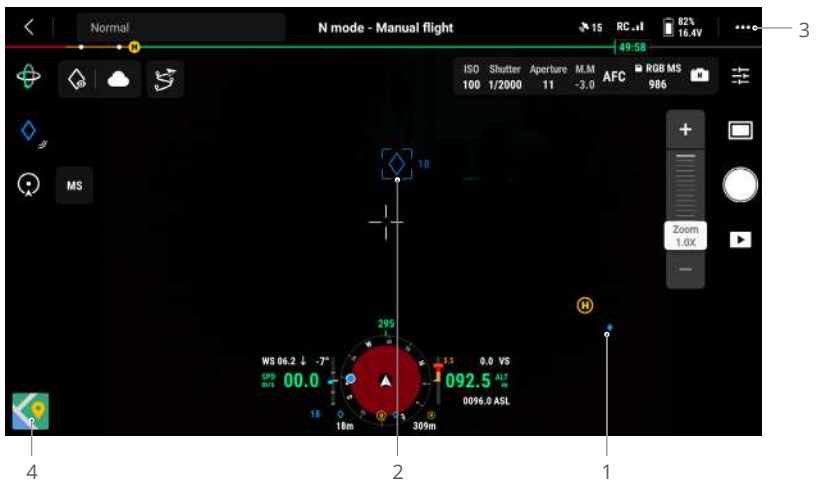 Normal
N mode - Manual flight
15 RC 82% 16.4V
3
H
49:58
ISO Shutter Aperture M.M AFC RGB MS
100 1/2000 11 -3.0 986
18
MS
Zoom
1.0X
H
295
WS 06.2 ↓ -7° 3.5 0.0 VS
SPD m/s 00.0 092.5 ALT m
0096.0 ASL
18 H H
18m 309m
4 2 1